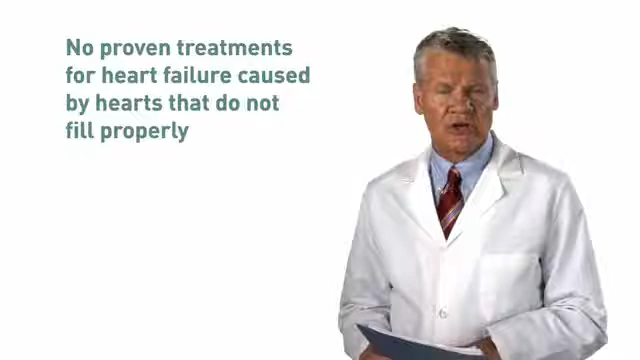 No proven treatments
for heart failure caused
by hearts that do not
fill properly